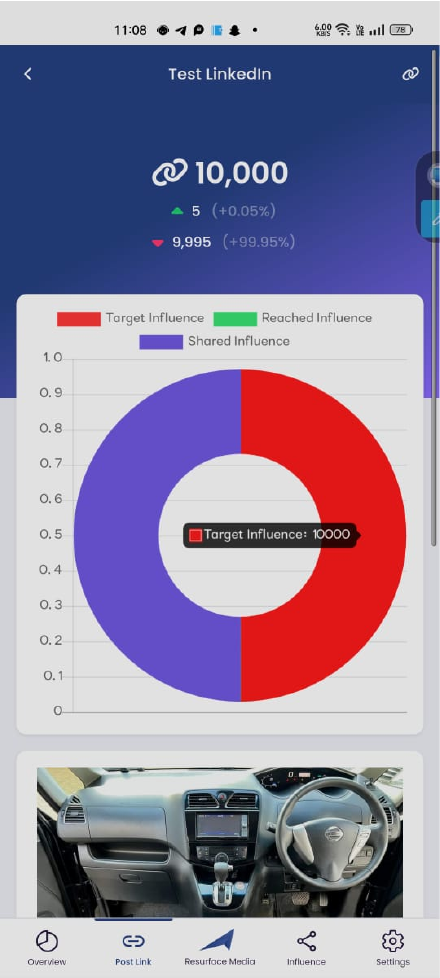 11:08
6.00 KB/S
Vo LTE
78
Test LinkedIn
10,000
5 (+0.05%)
9,995 (+99.95%)
Target Influence
Reached Influence
Shared Influence
1.0
0.9
0.8
0.7
0.6
0.5
0.4
0.3
0.2
0.1
0
Target Influence: 10000
Overview
Post Link
Resurface Media
Influence
Settings